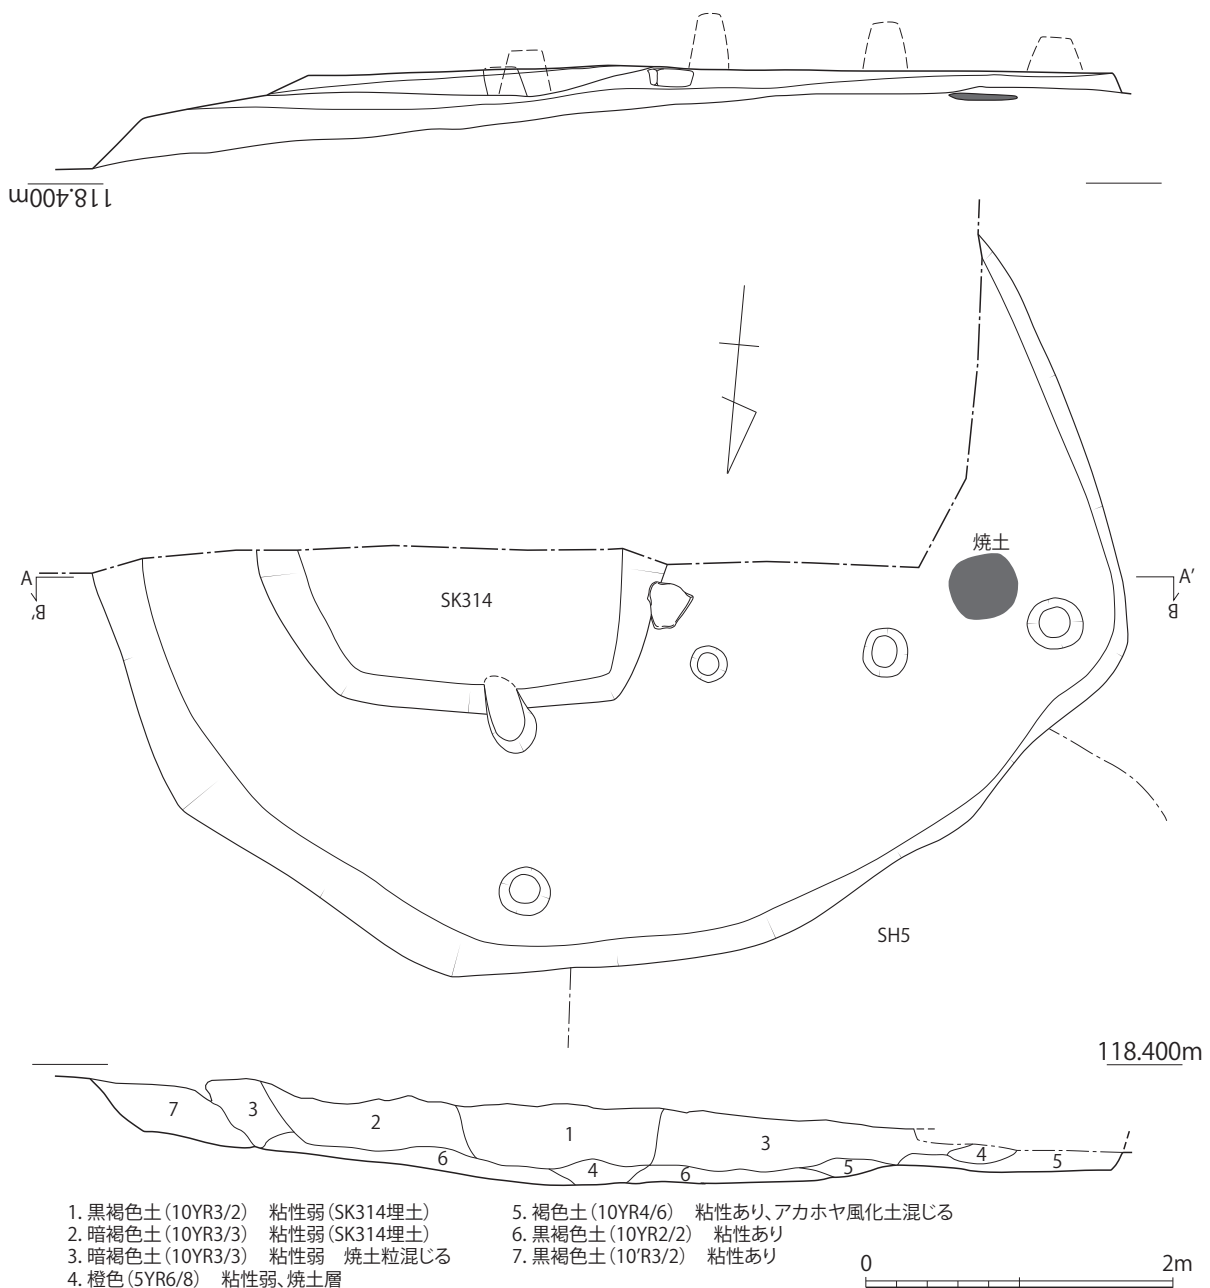 118.400m
焼土
A
B'
SK314
A'
B
SH5
118.400m
7
3
2
1
3
6
4
6
5
4
5
1. 黒褐色土（10YR3/2）　粘性弱（SK314埋土）
2. 暗褐色土（10YR3/3）　粘性弱（SK314埋土）
3. 暗褐色土（10YR3/3）　粘性弱　焼土粒混じる
4. 橙色（5YR6/8）　粘性弱、焼土層
5. 褐色土（10YR4/6）　粘性あり、アカホヤ風化土混じる
6. 黒褐色土（10YR2/2）　粘性あり
7. 黒褐色土（10'R3/2）　粘性あり
0 2m